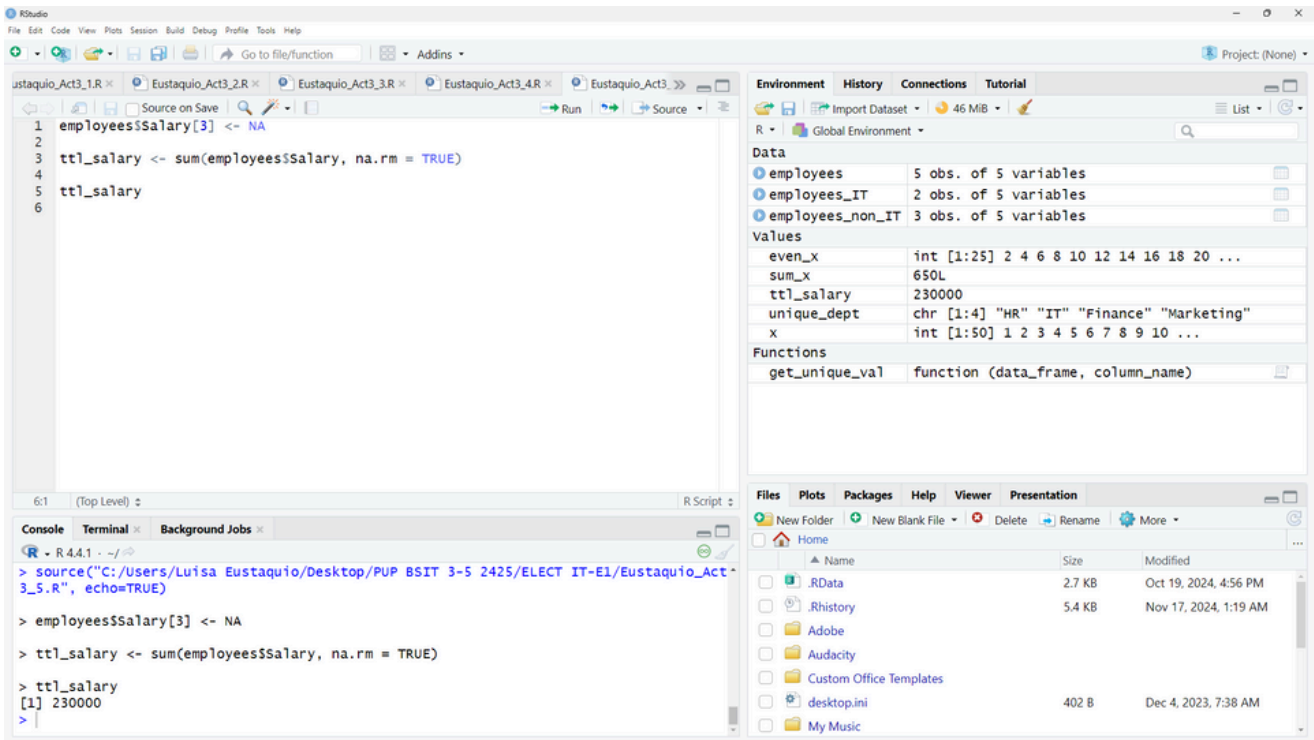 RStudio
File Edit Code View Plots Session Build Debug Profile Tools Help
Go to file/function Addins Project: (None)
ustaquio_Act3_1.R Eustaquio_Act3_2.R Eustaquio_Act3_3.R Eustaquio_Act3_4.R Eustaquio_Act3_
Source on Save Run Source
1 employees$Salary[3] <- NA
2
3 ttl_salary <- sum(employees$Salary, na.rm = TRUE)
4
5 ttl_salary
6
6:1 (Top Level) R Script
Console Terminal Background Jobs
R 4.4.1 · ~/
> source("C:/Users/Luisa Eustaquio/Desktop/PUP BSIT 3-5 2425/ELECT IT-E1/Eustaquio_Act
3_5.R", echo=TRUE)
> employees$Salary[3] <- NA
> ttl_salary <- sum(employees$Salary, na.rm = TRUE)
> ttl_salary
[1] 230000
>
Environment History Connections Tutorial
Import Dataset 46 MiB List
R Global Environment
Data
employees 5 obs. of 5 variables
employees_IT 2 obs. of 5 variables
employees_non_IT 3 obs. of 5 variables
Values
even_x int [1:25] 2 4 6 8 10 12 14 16 18 20 ...
sum_x 650L
ttl_salary 230000
unique_dept chr [1:4] "HR" "IT" "Finance" "Marketing"
x int [1:50] 1 2 3 4 5 6 7 8 9 10 ...
Functions
get_unique_val function (data_frame, column_name)
Files Plots Packages Help Viewer Presentation
New Folder New Blank File Delete Rename More
Home ...
Name Size Modified
.RData 2.7 KB Oct 19, 2024, 4:56 PM
.Rhistory 5.4 KB Nov 17, 2024, 1:19 AM
Adobe
Audacity
Custom Office Templates
desktop.ini 402 B Dec 4, 2023, 7:38 AM
My Music